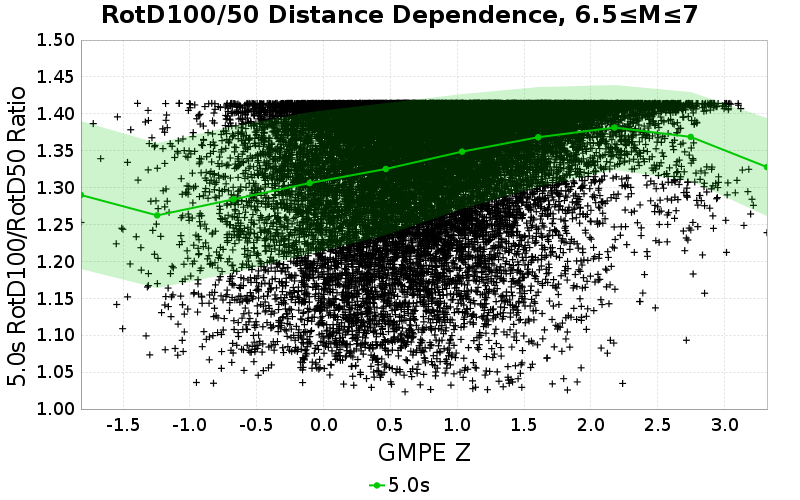 RotD100/50 Distance Dependence, 6.5≤M≤7
5.0s RotD100/RotD50 Ratio
1.50
1.45
1.40
1.35
1.30
1.25
1.20
1.15
1.10
1.05
1.00
-1.5 -1.0 -0.5 0.0 0.5 1.0 1.5 2.0 2.5 3.0
GMPE Z
5.0s